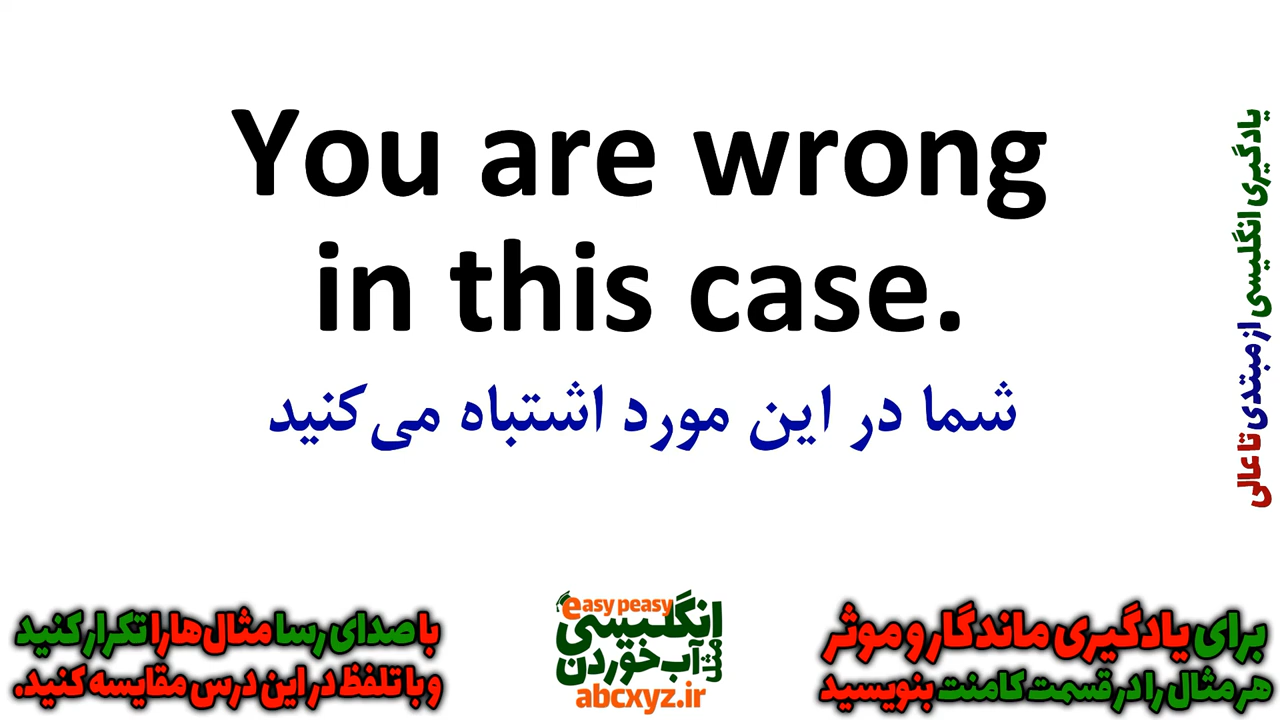 You are wrong
in this case.
شما در این مورد اشتباه می‌کنید
یادگیری انگلیسی از مبتدی تا عالی
برای یادگیری ماندگار و موثر
هر مثال را در قسمت کامنت بنویسید
easy peasy
انگلیسی
مثل
آب خوردن
abcxyz.ir
با صدای رسا مثال‌ها را تکرار کنید
و با تلفظ در این درس مقایسه کنید.